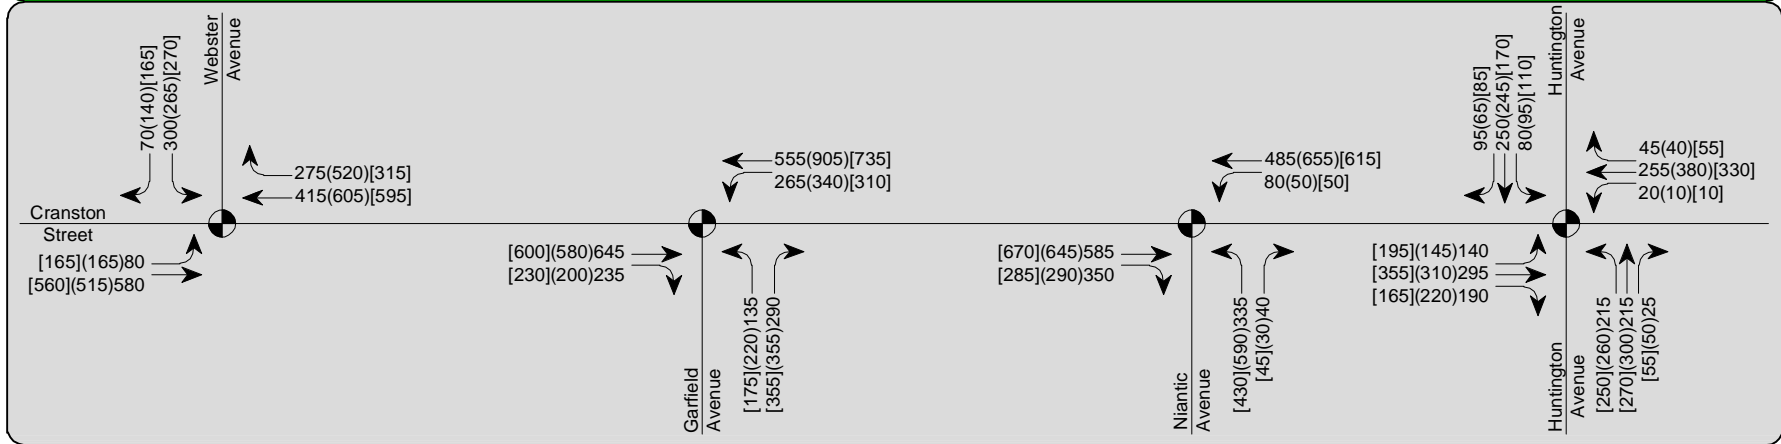 Webster
Avenue
70(140)[165]
300(265)[270]
275(520)[315]
415(605)[595]
Cranston
Street
[165](165)80
[560](515)580
555(905)[735]
265(340)[310]
[600](580)645
[230](200)235
Garfield
Avenue
[175](220)135
[355](355)290
485(655)[615]
80(50)[50]
[670](645)585
[285](290)350
Niantic
Avenue
[430](590)335
[45](30)40
Huntington
Avenue
95(65)[85]
250(245)[170]
80(95)[110]
45(40)[55]
255(380)[330]
20(10)[10]
[195](145)140
[355](310)295
[165](220)190
Huntington
Avenue
[250](260)215
[270](300)215
[55](50)25